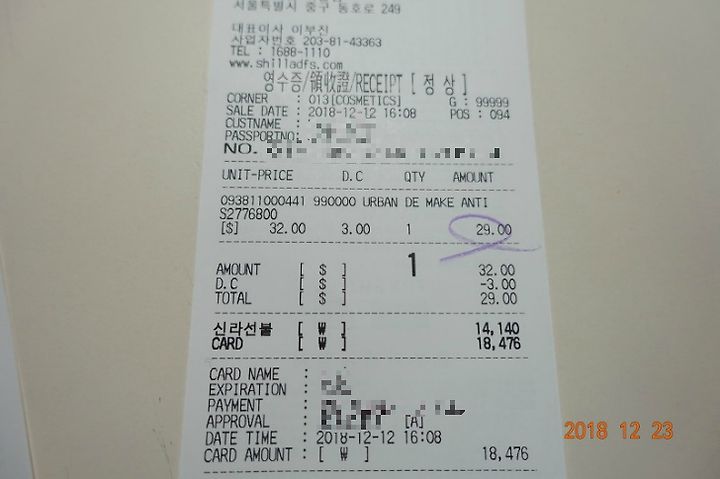 서울특별시 중구 동호로 249
대표이사 이부진
사업자번호 203-81-43363
TEL : 1688-1110
www.shilladfs.com
영수증/領收證/RECEIPT [ 정 상 ]
CORNER : 013[COSMETICS] G : 99999
SALE DATE : 2018-12-12 16:08 POS : 094
CUSTNAME :
PASSPORTNO:
NO.
UNIT-PRICE D.C QTY AMOUNT
093811000441 990000 URBAN DE MAKE ANTI
S2776800
[$] 32.00 3.00 1 29.00
1
AMOUNT [ $ ] 32.00
D.C [ $ ] -3.00
TOTAL [ $ ] 29.00
신라선불 [ ₩ ] 14,140
CARD [ ₩ ] 18,476
CARD NAME :
EXPIRATION :
PAYMENT :
APPROVAL : [A]
DATE TIME : 2018-12-12 16:08
CARD AMOUNT : [ ₩ ] 18,476
2018 12 23